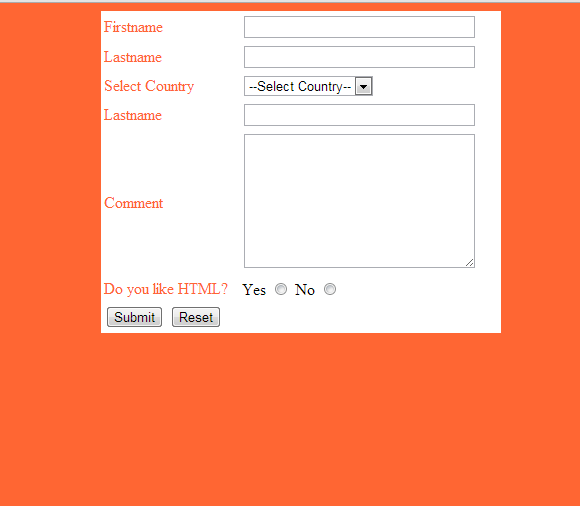 Firstname
Lastname
Select Country --Select Country--
Lastname
Comment
Do you like HTML? Yes No
Submit Reset